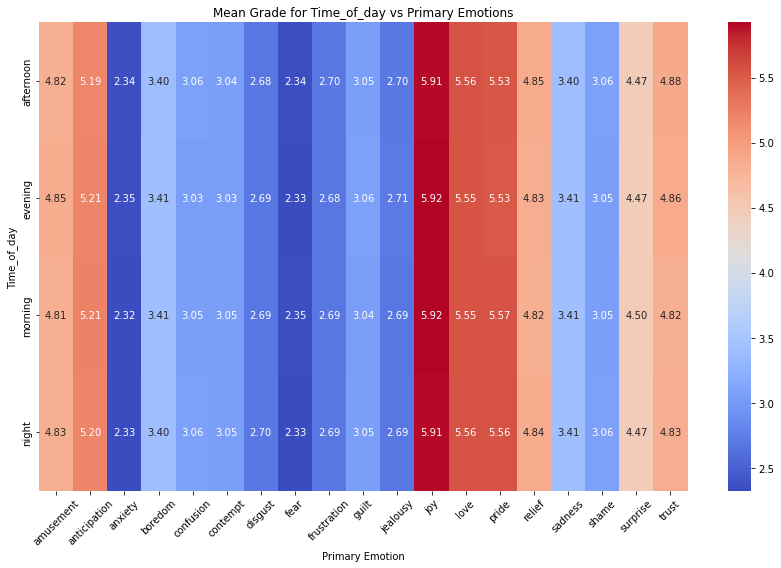 Mean Grade for Time_of_day vs Primary Emotions
Time_of_day
afternoon 4.82 5.19 2.34 3.40 3.06 3.04 2.68 2.34 2.70 3.05 2.70 5.91 5.56 5.53 4.85 3.40 3.06 4.47 4.88
evening 4.85 5.21 2.35 3.41 3.03 3.03 2.69 2.33 2.68 3.06 2.71 5.92 5.55 5.53 4.83 3.41 3.05 4.47 4.86
morning 4.81 5.21 2.32 3.41 3.05 3.05 2.69 2.35 2.69 3.04 2.69 5.92 5.55 5.57 4.82 3.41 3.05 4.50 4.82
night 4.83 5.20 2.33 3.40 3.06 3.05 2.70 2.33 2.69 3.05 2.69 5.91 5.56 5.56 4.84 3.41 3.06 4.47 4.83
amusement anticipation anxiety boredom confusion contempt disgust fear frustration guilt jealousy joy love pride relief sadness shame surprise trust
Primary Emotion
5.5
5.0
4.5
4.0
3.5
3.0
2.5